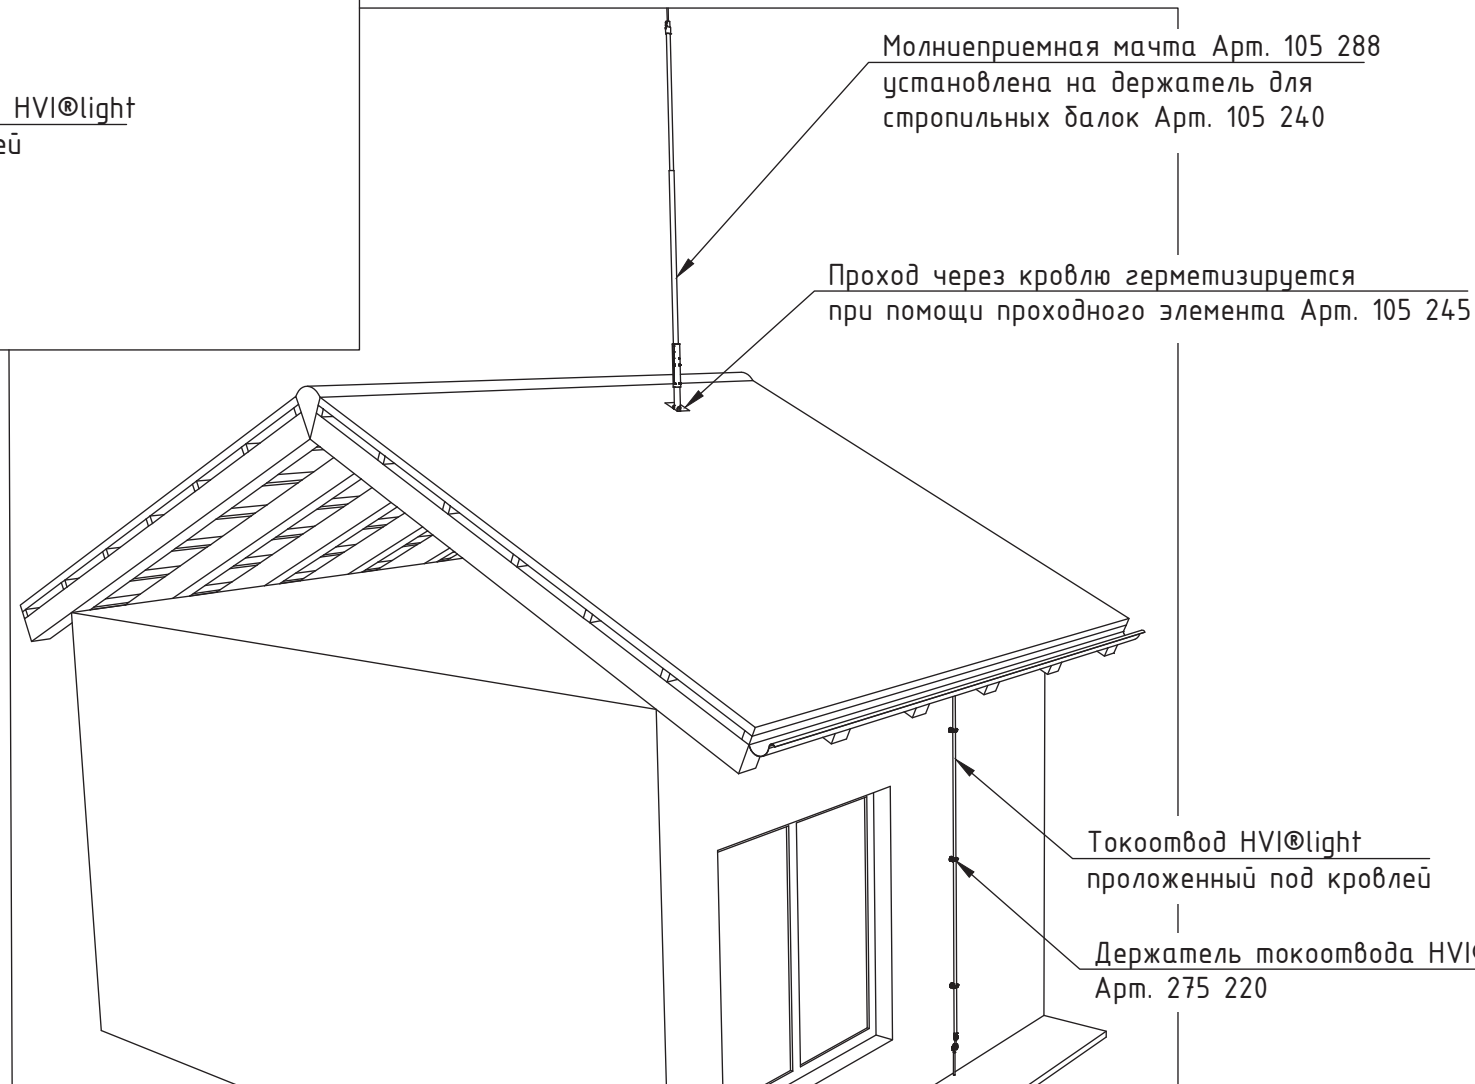 HVI®light
ей
Молниеприемная мачта Арт. 105 288
установлена на держатель для
стропильных балок Арт. 105 240
Проход через кровлю герметизируется
при помощи проходного элемента Арт. 105 245
Токоотвод HVI®light
проложенный под кровлей
Держатель токоотвода HVI
Арт. 275 220